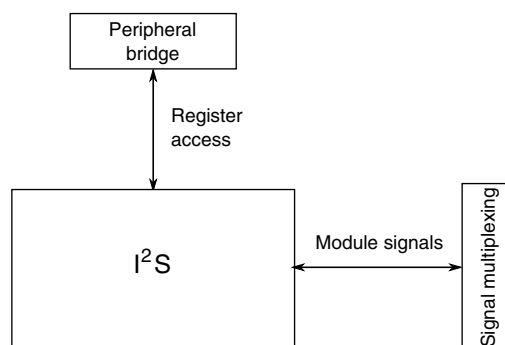 Peripheral
bridge
Register
access
I²S
Module signals
Signal multiplexing